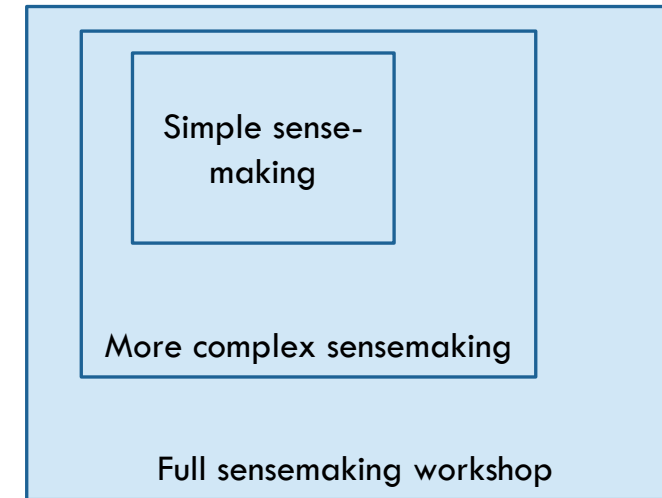 Simple sense-
making
More complex sensemaking
Full sensemaking workshop